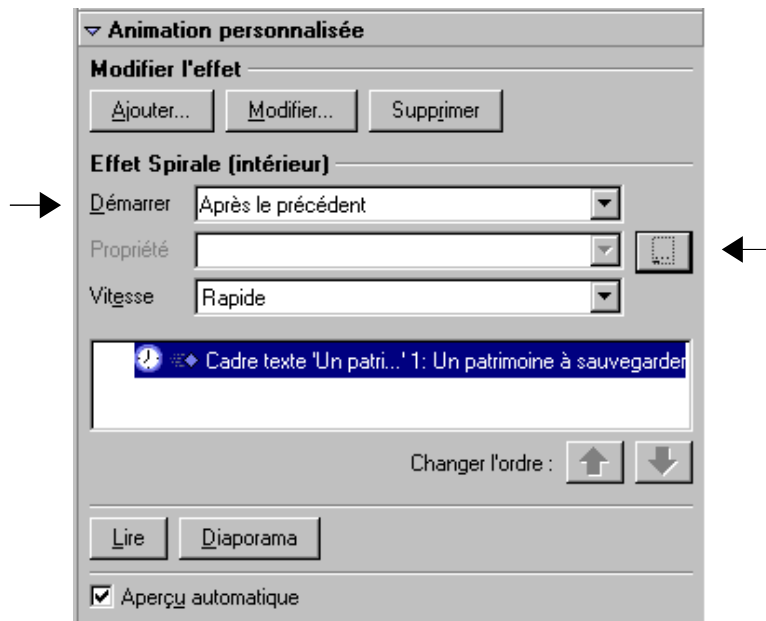 Animation personnalisée
Modifier l'effet
Ajouter... Modifier... Supprimer
Effet Spirale (intérieur)
Démarrer Après le précédent
Propriété ...
Vitesse Rapide
Cadre texte 'Un patri...' 1: Un patrimoine à sauvegarder
Changer l'ordre :
Lire Diaporama
Aperçu automatique